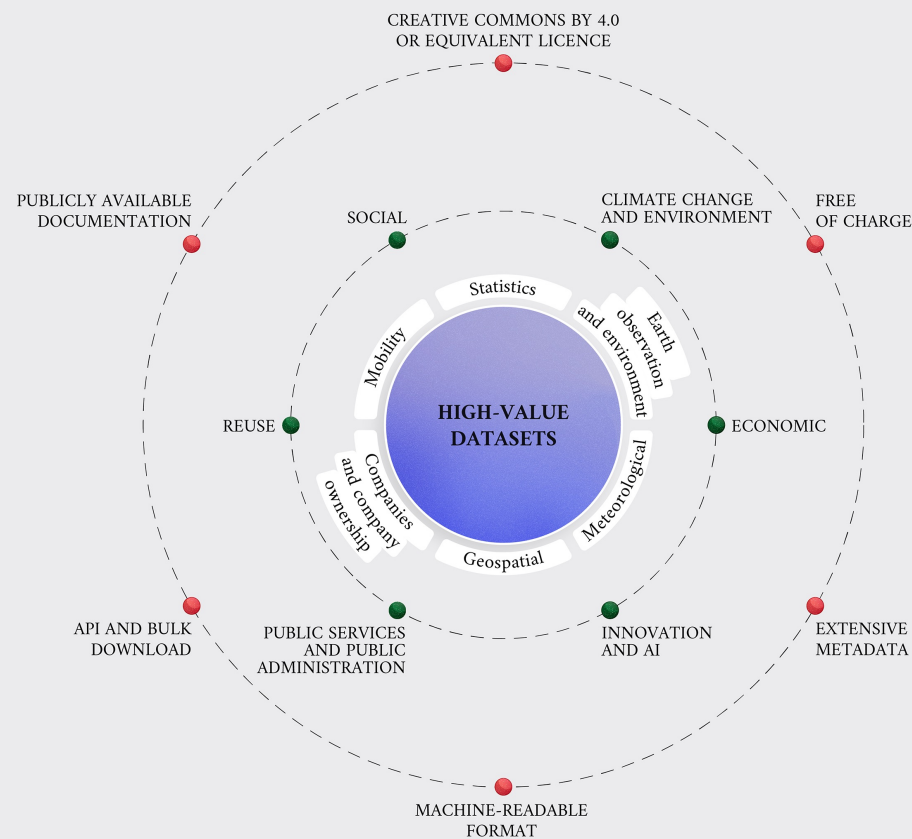 CREATIVE COMMONS BY 4.0
OR EQUIVALENT LICENCE
PUBLICLY AVAILABLE
DOCUMENTATION
SOCIAL
CLIMATE CHANGE
AND ENVIRONMENT
FREE
OF CHARGE
Statistics
Earth
observation
and environment
Mobility
HIGH-VALUE
DATASETS
REUSE
ECONOMIC
Companies
and company
ownership
Meteorological
Geospatial
API AND BULK
DOWNLOAD
PUBLIC SERVICES
AND PUBLIC
ADMINISTRATION
INNOVATION
AND AI
EXTENSIVE
METADATA
MACHINE-READABLE
FORMAT